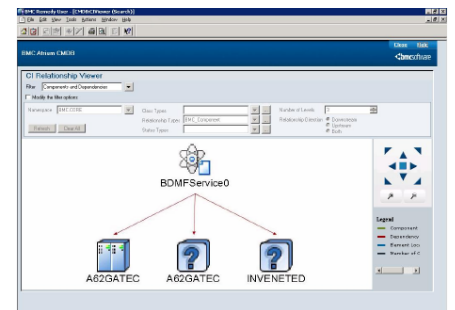 BMC Remedy User - [CMDB:CIViewer (Search)]
File Edit View Tools Actions Window Help
BMC Atrium CMDB
Close Help
<bmcsoftware
CI Relationship Viewer
Filter Components and Dependencies
Modify the filter options
Namespace BMC.CORE
Class Types
Number of Levels
Relationship Types BMC_Component
Relationship Direction Downstream
Upstream
Both
Status Types
Refresh Clear All
BDMFService0
A62GATEC A62GATEC INVENETED
Legend
Component
Dependency
Element Loc
Member of C